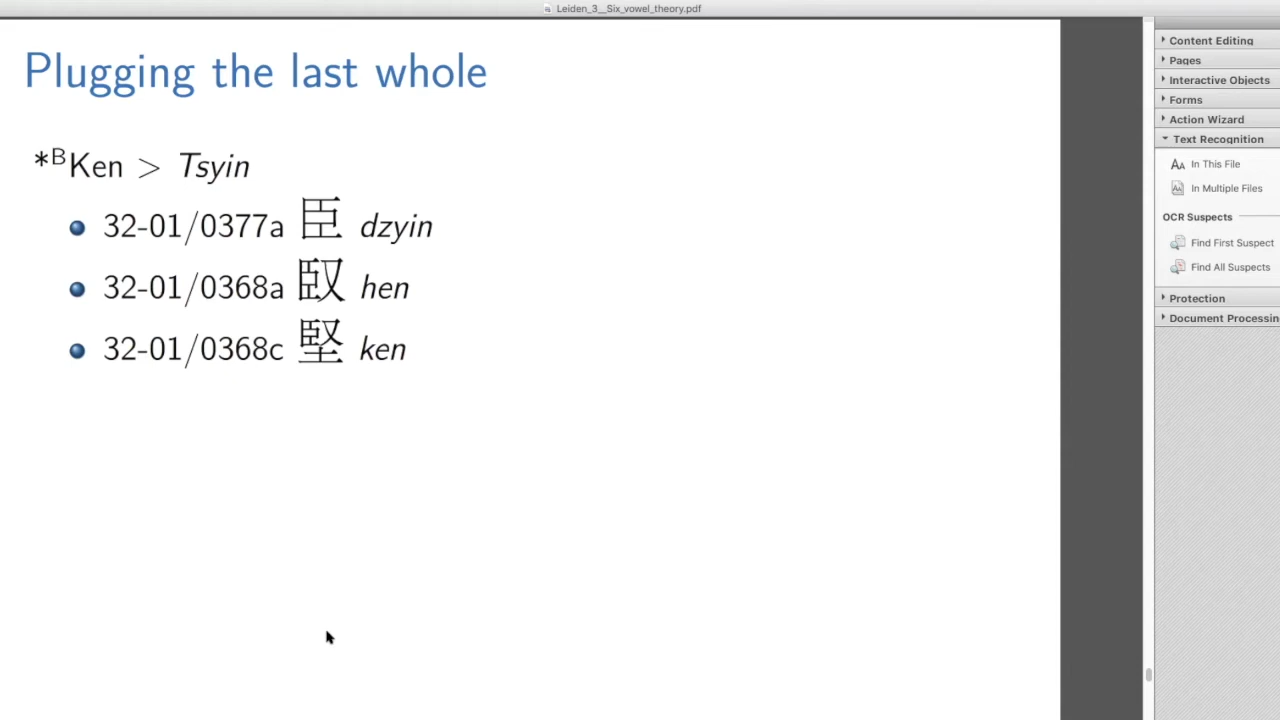 Leiden_3__Six_vowel_theory.pdf
Plugging the last whole
*ᴮKen > Tsyin
32-01/0377a 臣 dzyin
32-01/0368a 臤 hen
32-01/0368c 堅 ken
Content Editing
Pages
Interactive Objects
Forms
Action Wizard
Text Recognition
In This File
In Multiple Files
OCR Suspects
Find First Suspect
Find All Suspects
Protection
Document Processin